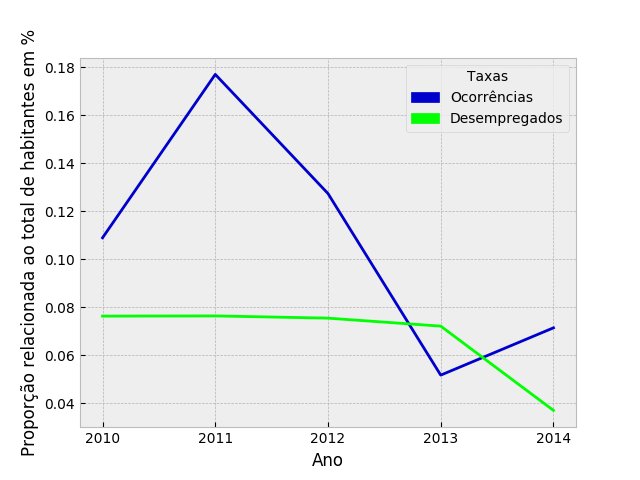 Proporção relacionada ao total de habitantes em %
0.18
0.16
0.14
0.12
0.10
0.08
0.06
0.04
Taxas
Ocorrências
Desempregados
2010 2011 2012 2013 2014
Ano